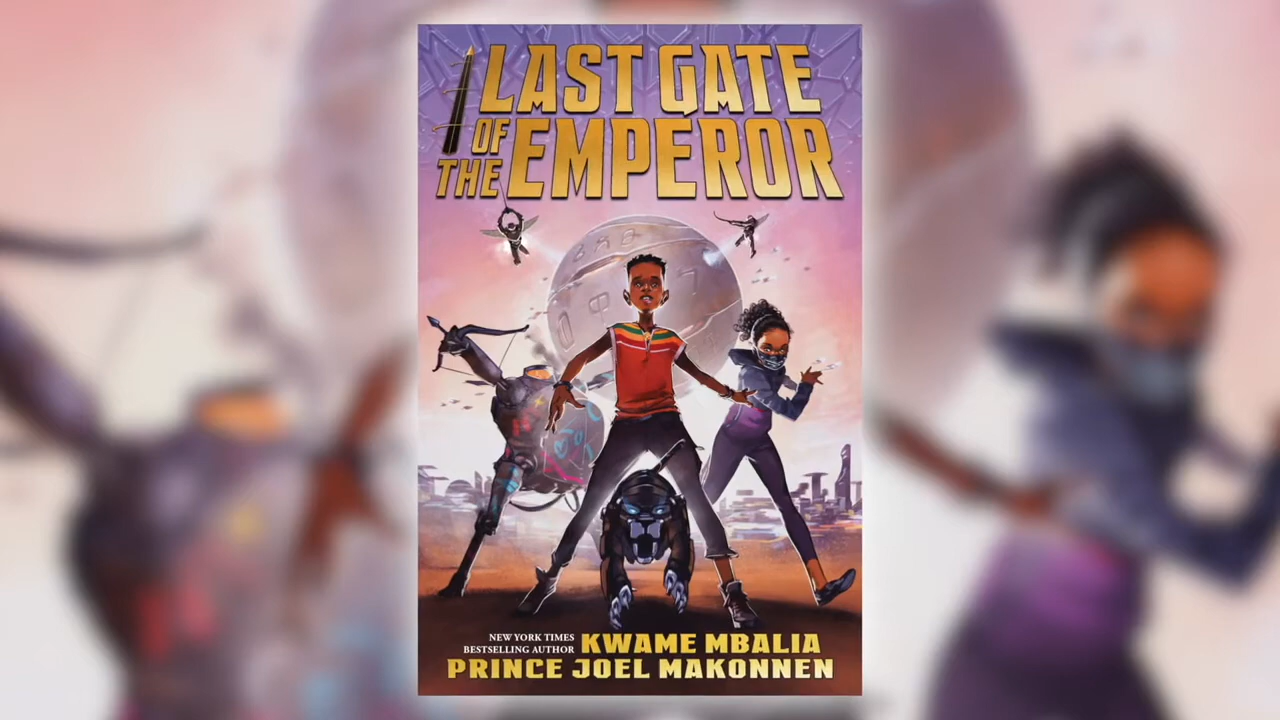 LAST GATE
OF
THE EMPEROR
NEW YORK TIMES
BESTSELLING AUTHOR KWAME MBALIA
PRINCE JOEL MAKONNEN